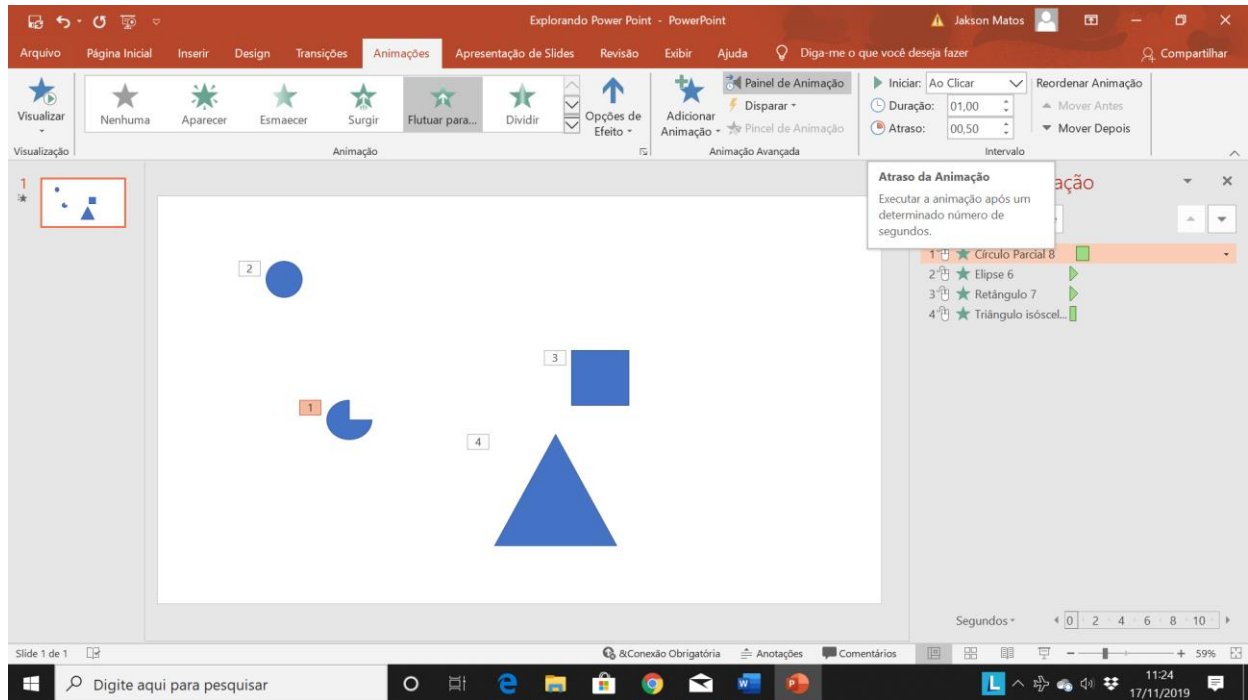 Explorando Power Point - PowerPoint
Jakson Matos
Arquivo Página Inicial Inserir Design Transições Animações Apresentação de Slides Revisão Exibir Ajuda Diga-me o que você deseja fazer Compartilhar
Visualizar
Nenhuma Aparecer Esmaecer Surgir Flutuar para... Dividir
Opções de Efeito
Adicionar Animação
Painel de Animação
Disparar
Pincel de Animação
Iniciar: Ao Clicar
Duração: 01,00
Atraso: 00,50
Reordenar Animação
Mover Antes
Mover Depois
Visualização Animação Animação Avançada Intervalo
Atraso da Animação
Executar a animação após um
determinado número de
segundos.
ação
1
2
3
1
4
1 Círculo Parcial 8
2 Elipse 6
3 Retângulo 7
4 Triângulo isóscel...
Segundos 0 2 4 6 8 10
Slide 1 de 1 &Conexão Obrigatória Anotações Comentários 59%
Digite aqui para pesquisar
L
11:24
17/11/2019